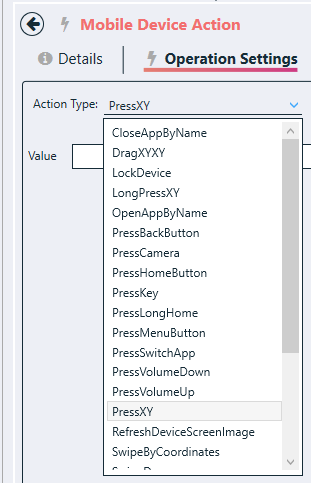 Mobile Device Action
Details
Operation Settings
Action Type: PressXY
Value
CloseAppByName
DragXYXY
LockDevice
LongPressXY
OpenAppByName
PressBackButton
PressCamera
PressHomeButton
PressKey
PressLongHome
PressMenuButton
PressSwitchApp
PressVolumeDown
PressVolumeUp
PressXY
RefreshDeviceScreenImage
SwipeByCoordinates